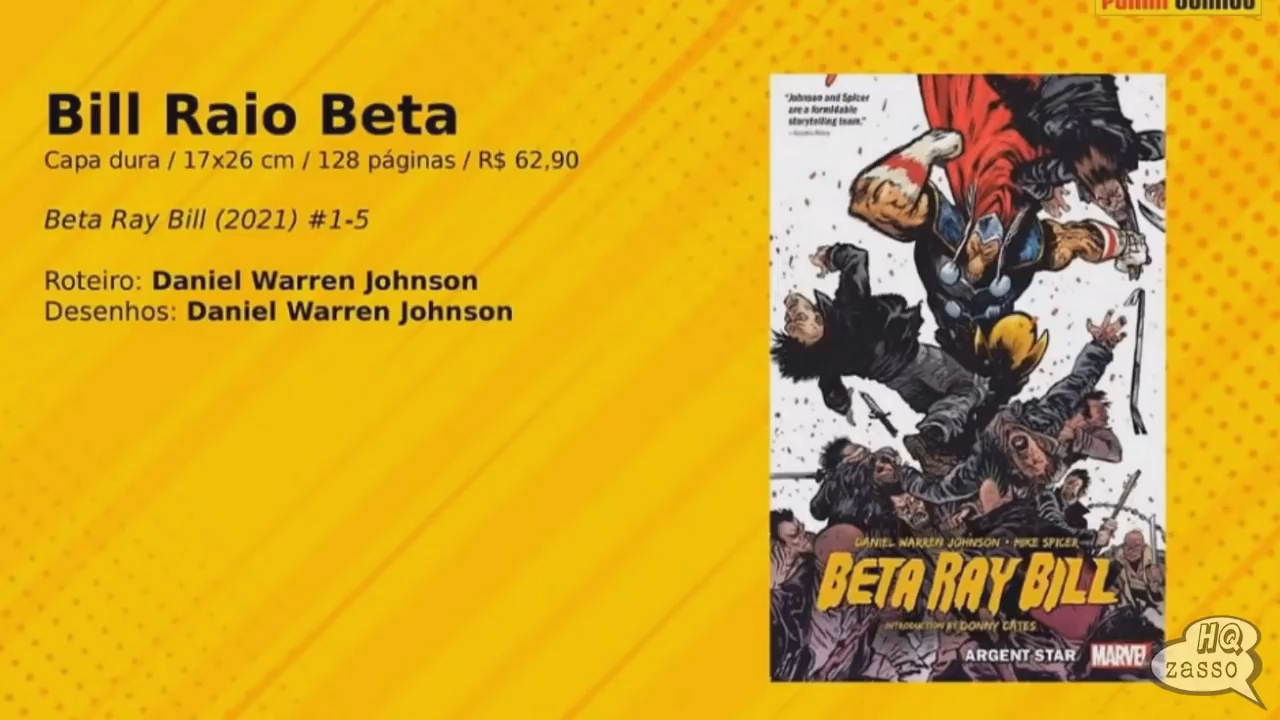 Bill Raio Beta
Capa dura / 17x26 cm / 128 páginas / R$ 62,90
Beta Ray Bill (2021) #1-5
Roteiro: Daniel Warren Johnson
Desenhos: Daniel Warren Johnson
"Johnson and Spicer
are a formidable
storytelling team."
DANIEL WARREN JOHNSON • MIKE SPICER
BETA RAY BILL
INTRODUCTION BY DONNY CATES
ARGENT STAR
MARVEL
HQ
zasso